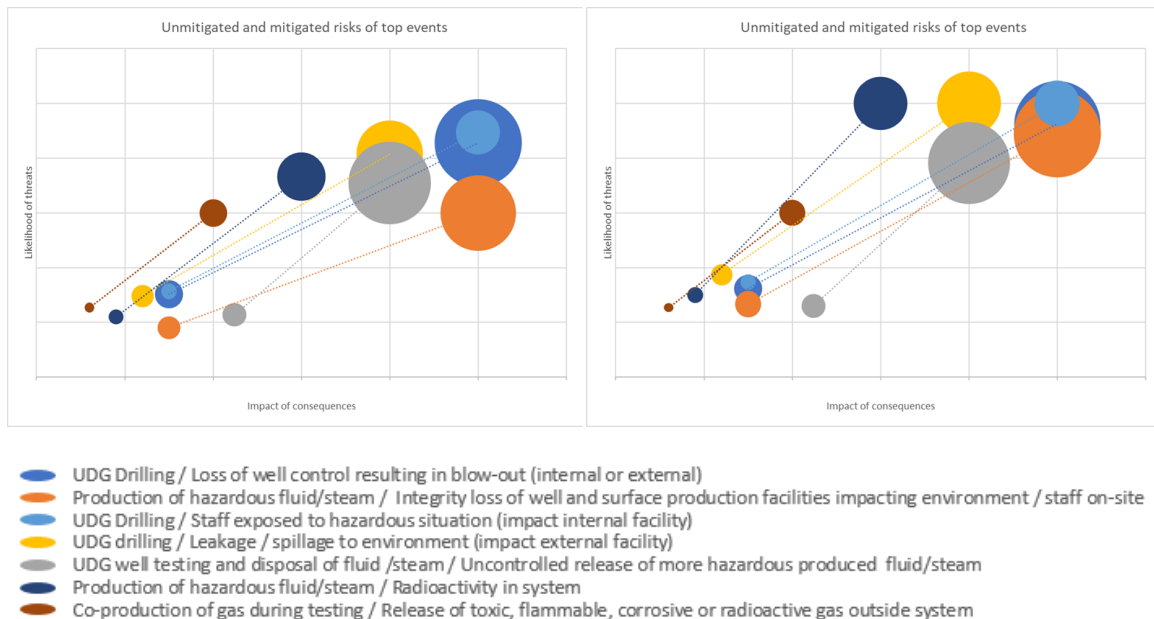 Unmitigated and mitigated risks of top events
Likelihood of threats
Impact of consequences
Unmitigated and mitigated risks of top events
Likelihood of threats
Impact of consequences
UDG Drilling / Loss of well control resulting in blow-out (internal or external)
Production of hazardous fluid/steam / Integrity loss of well and surface production facilities impacting environment / staff on-site
UDG Drilling / Staff exposed to hazardous situation (impact internal facility)
UDG drilling / Leakage / spillage to environment (impact external facility)
UDG well testing and disposal of fluid /steam / Uncontrolled release of more hazardous produced fluid/steam
Production of hazardous fluid/steam / Radioactivity in system
Co-production of gas during testing / Release of toxic, flammable, corrosive or radioactive gas outside system